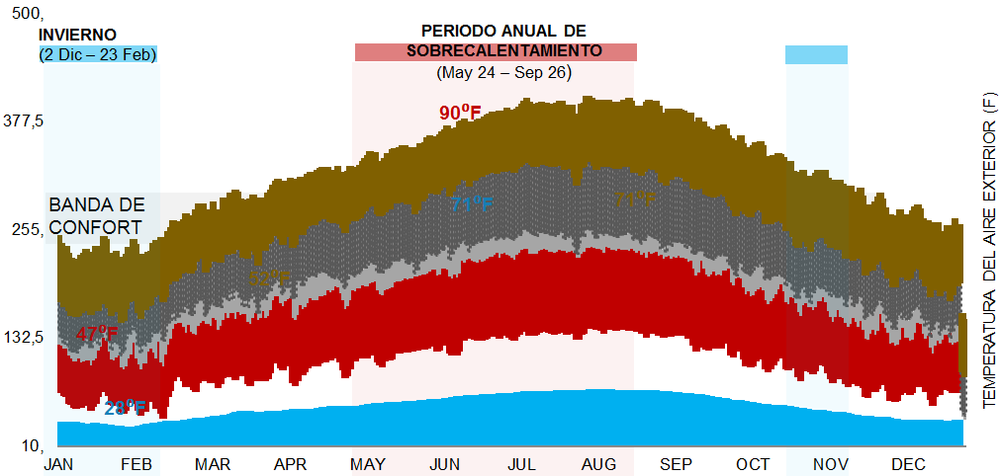 500,
INVIERNO
(2 Dic – 23 Feb)
PERIODO ANUAL DE
SOBRECALENTAMIENTO
(May 24 – Sep 26)
377,5
90ºF
BANDA DE
CONFORT
71ºF
71ºF
255,
52ºF
132,5
47ºF
28ºF
10,
JAN FEB MAR APR MAY JUN JUL AUG SEP OCT NOV DEC
TEMPERATURA DEL AIRE EXTERIOR (F)